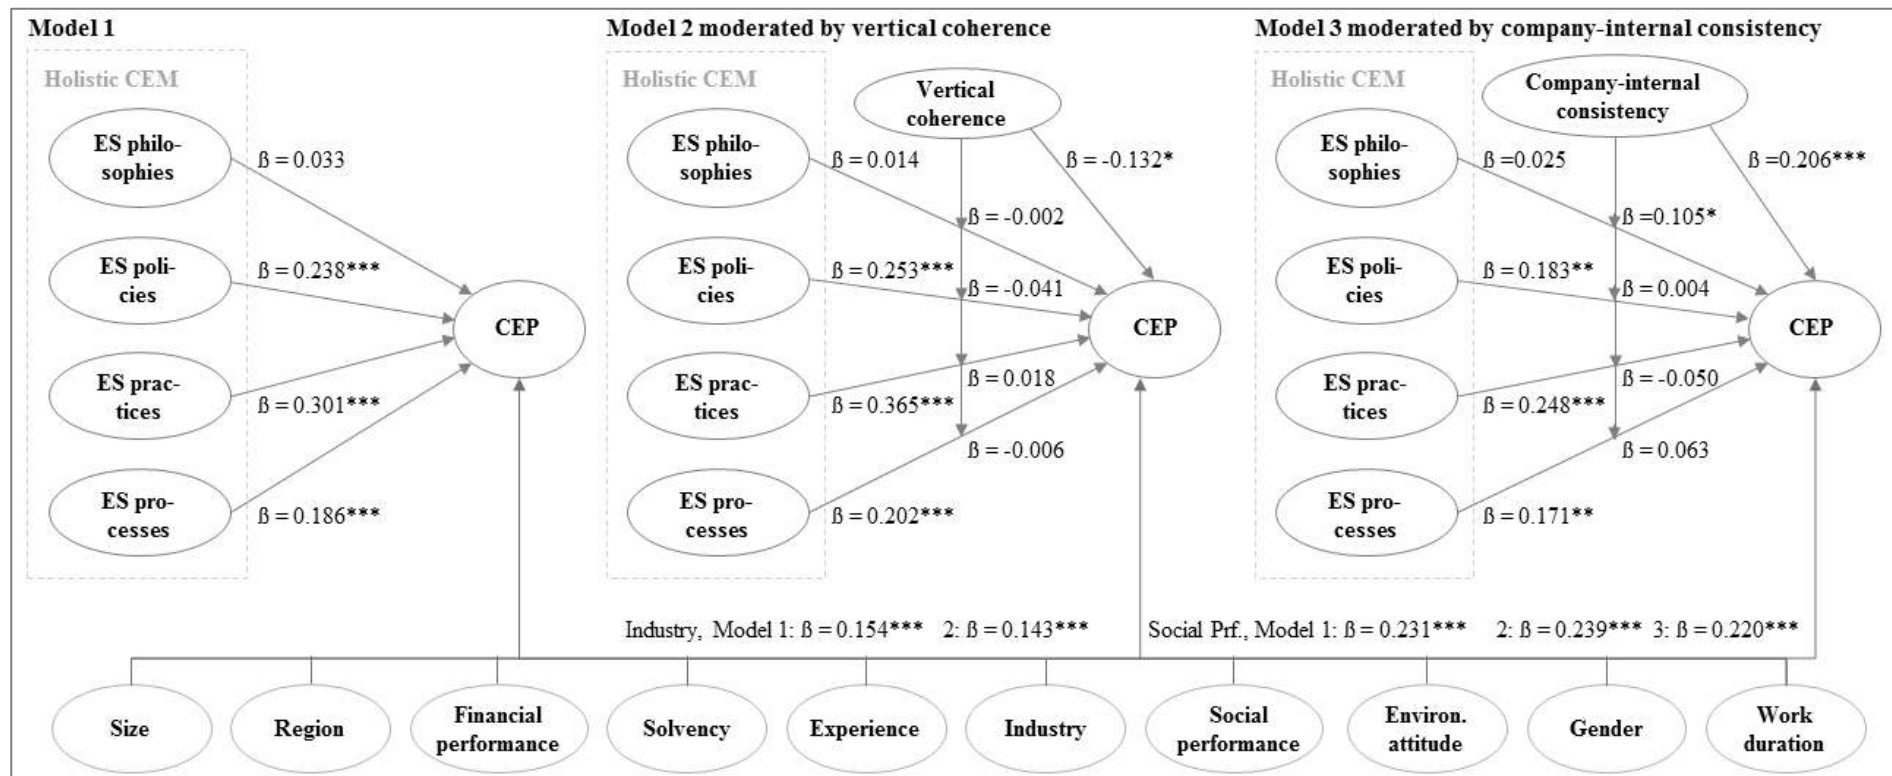 Model 1
Holistic CEM
ES philo-
sophies
ß = 0.033
ES poli-
cies
ß = 0.238***
ES prac-
tices
ß = 0.301***
ES pro-
cesses
ß = 0.186***
CEP
Model 2 moderated by vertical coherence
Holistic CEM
Vertical
coherence
ES philo-
sophies
ß = 0.014
ß = -0.132*
ß = -0.002
ES poli-
cies
ß = 0.253***
ß = -0.041
CEP
ES prac-
tices
ß = 0.018
ß = 0.365***
ß = -0.006
ES pro-
cesses
ß = 0.202***
Model 3 moderated by company-internal consistency
Holistic CEM
Company-internal
consistency
ES philo-
sophies
ß =0.025
ß =0.206***
ß =0.105*
ES poli-
cies
ß = 0.183**
ß = 0.004
CEP
ES prac-
tices
ß = -0.050
ß = 0.248***
ß = 0.063
ES pro-
cesses
ß = 0.171**
Industry, Model 1: ß = 0.154*** 2: ß = 0.143***
Social Prf., Model 1: ß = 0.231*** 2: ß = 0.239*** 3: ß = 0.220***
Size
Region
Financial
performance
Solvency
Experience
Industry
Social
performance
Environ.
attitude
Gender
Work
duration